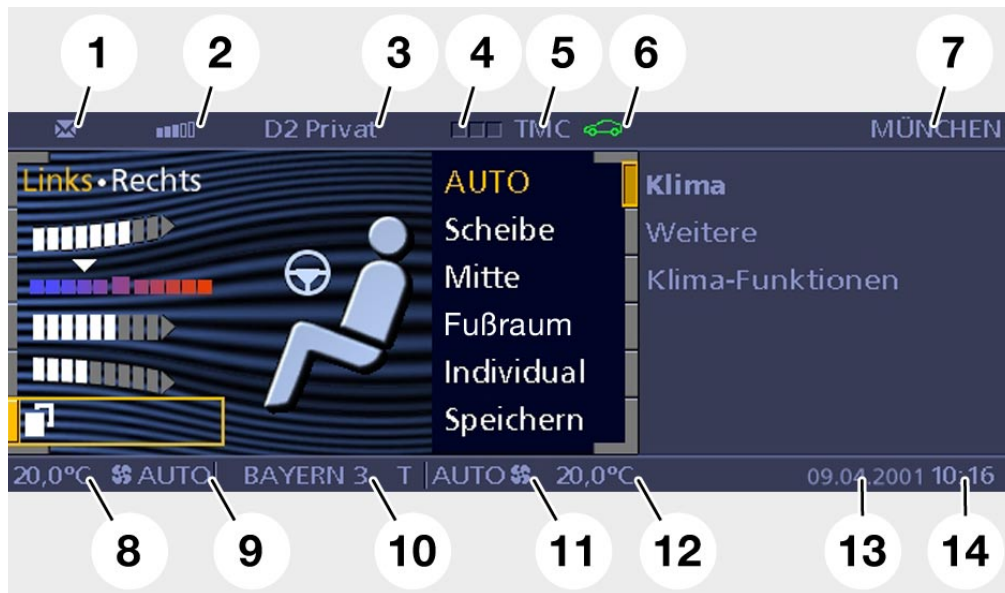 1 2 3 4 5 6 7
D2 Privat TMC MÜNCHEN
Links • Rechts
AUTO
Scheibe
Mitte
Fußraum
Individual
Speichern
Klima
Weitere
Klima-Funktionen
20,0°C AUTO BAYERN 3 T AUTO 20,0°C 09.04.2001 10:16
8 9 10 11 12 13 14